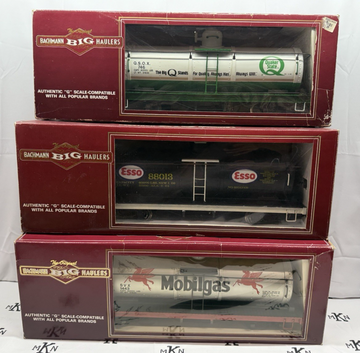 BACHMANN BIG HAULERS
AUTHENTIC "G" SCALE-COMPATIBLE
WITH ALL POPULAR BRANDS
The Big Q Stands For Quality.
Quaker State
Q
BACHMANN BIG HAULERS
Esso
88013
Esso
AUTHENTIC "G" SCALE-COMPATIBLE
WITH ALL POPULAR BRANDS
BACHMANN BIG HAULERS
Mobilgas
AUTHENTIC "G" SCALE-COMPATIBLE
WITH ALL POPULAR BRANDS
MKN